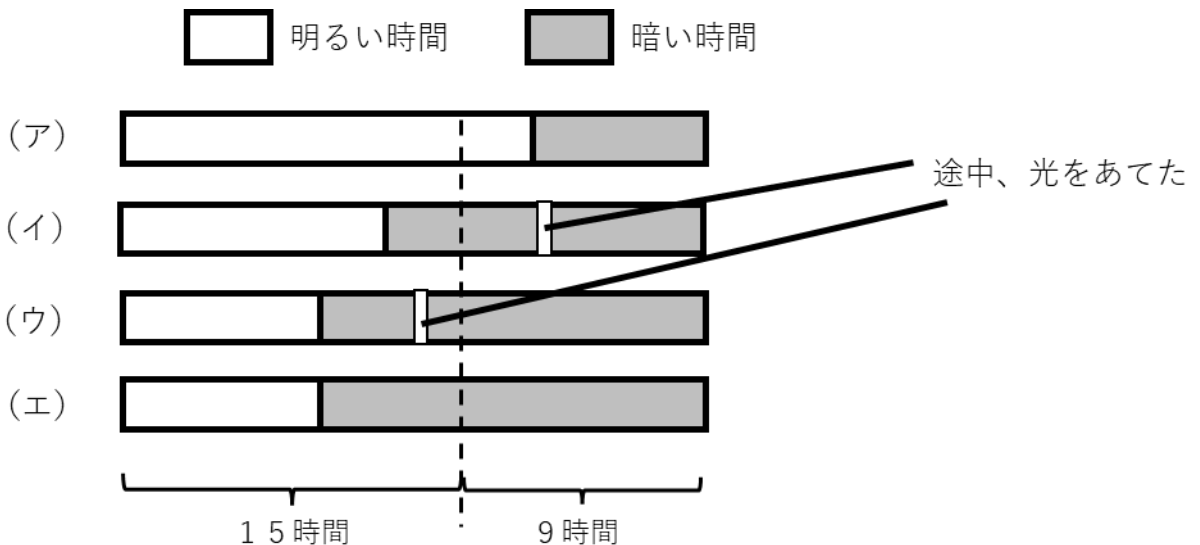 明るい時間 暗い時間
（ア）
途中、光をあてた
（イ）
（ウ）
（エ）
１５時間 ９時間